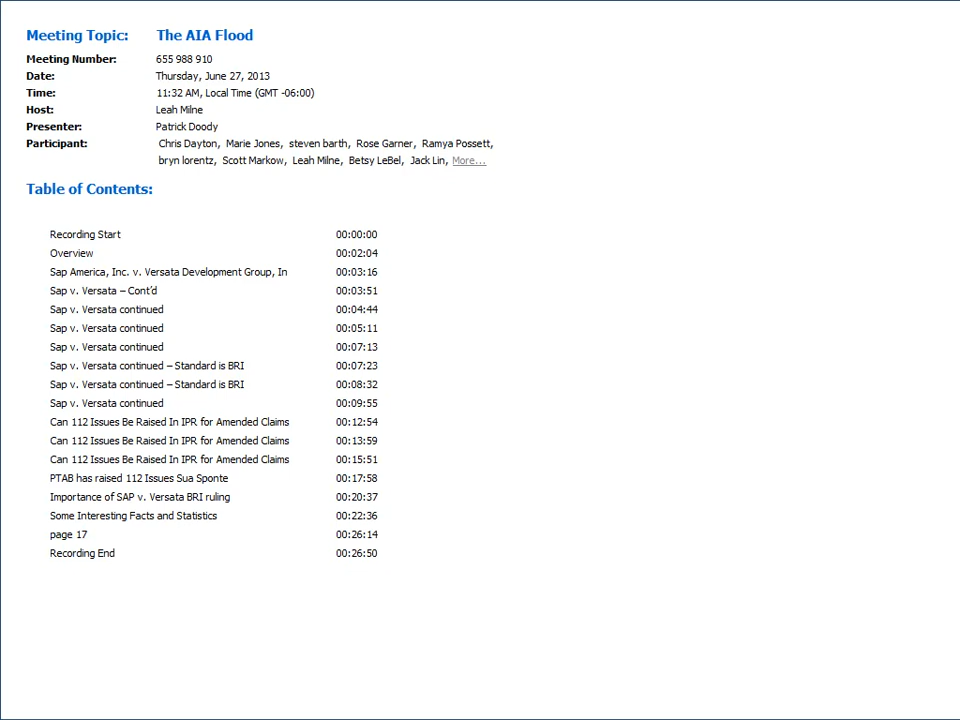 Meeting Topic: The AIA Flood
Meeting Number: 655 988 910
Date: Thursday, June 27, 2013
Time: 11:32 AM, Local Time (GMT -06:00)
Host: Leah Milne
Presenter: Patrick Doody
Participant: Chris Dayton, Marie Jones, steven barth, Rose Garner, Ramya Possett,
bryn lorentz, Scott Markow, Leah Milne, Betsy LeBel, Jack Lin, More...
Table of Contents:
Recording Start 00:00:00
Overview 00:02:04
Sap America, Inc. v. Versata Development Group, In 00:03:16
Sap v. Versata – Cont’d 00:03:51
Sap v. Versata continued 00:04:44
Sap v. Versata continued 00:05:11
Sap v. Versata continued 00:07:13
Sap v. Versata continued – Standard is BRI 00:07:23
Sap v. Versata continued – Standard is BRI 00:08:32
Sap v. Versata continued 00:09:55
Can 112 Issues Be Raised In IPR for Amended Claims 00:12:54
Can 112 Issues Be Raised In IPR for Amended Claims 00:13:59
Can 112 Issues Be Raised In IPR for Amended Claims 00:15:51
PTAB has raised 112 Issues Sua Sponte 00:17:58
Importance of SAP v. Versata BRI ruling 00:20:37
Some Interesting Facts and Statistics 00:22:36
page 17 00:26:14
Recording End 00:26:50